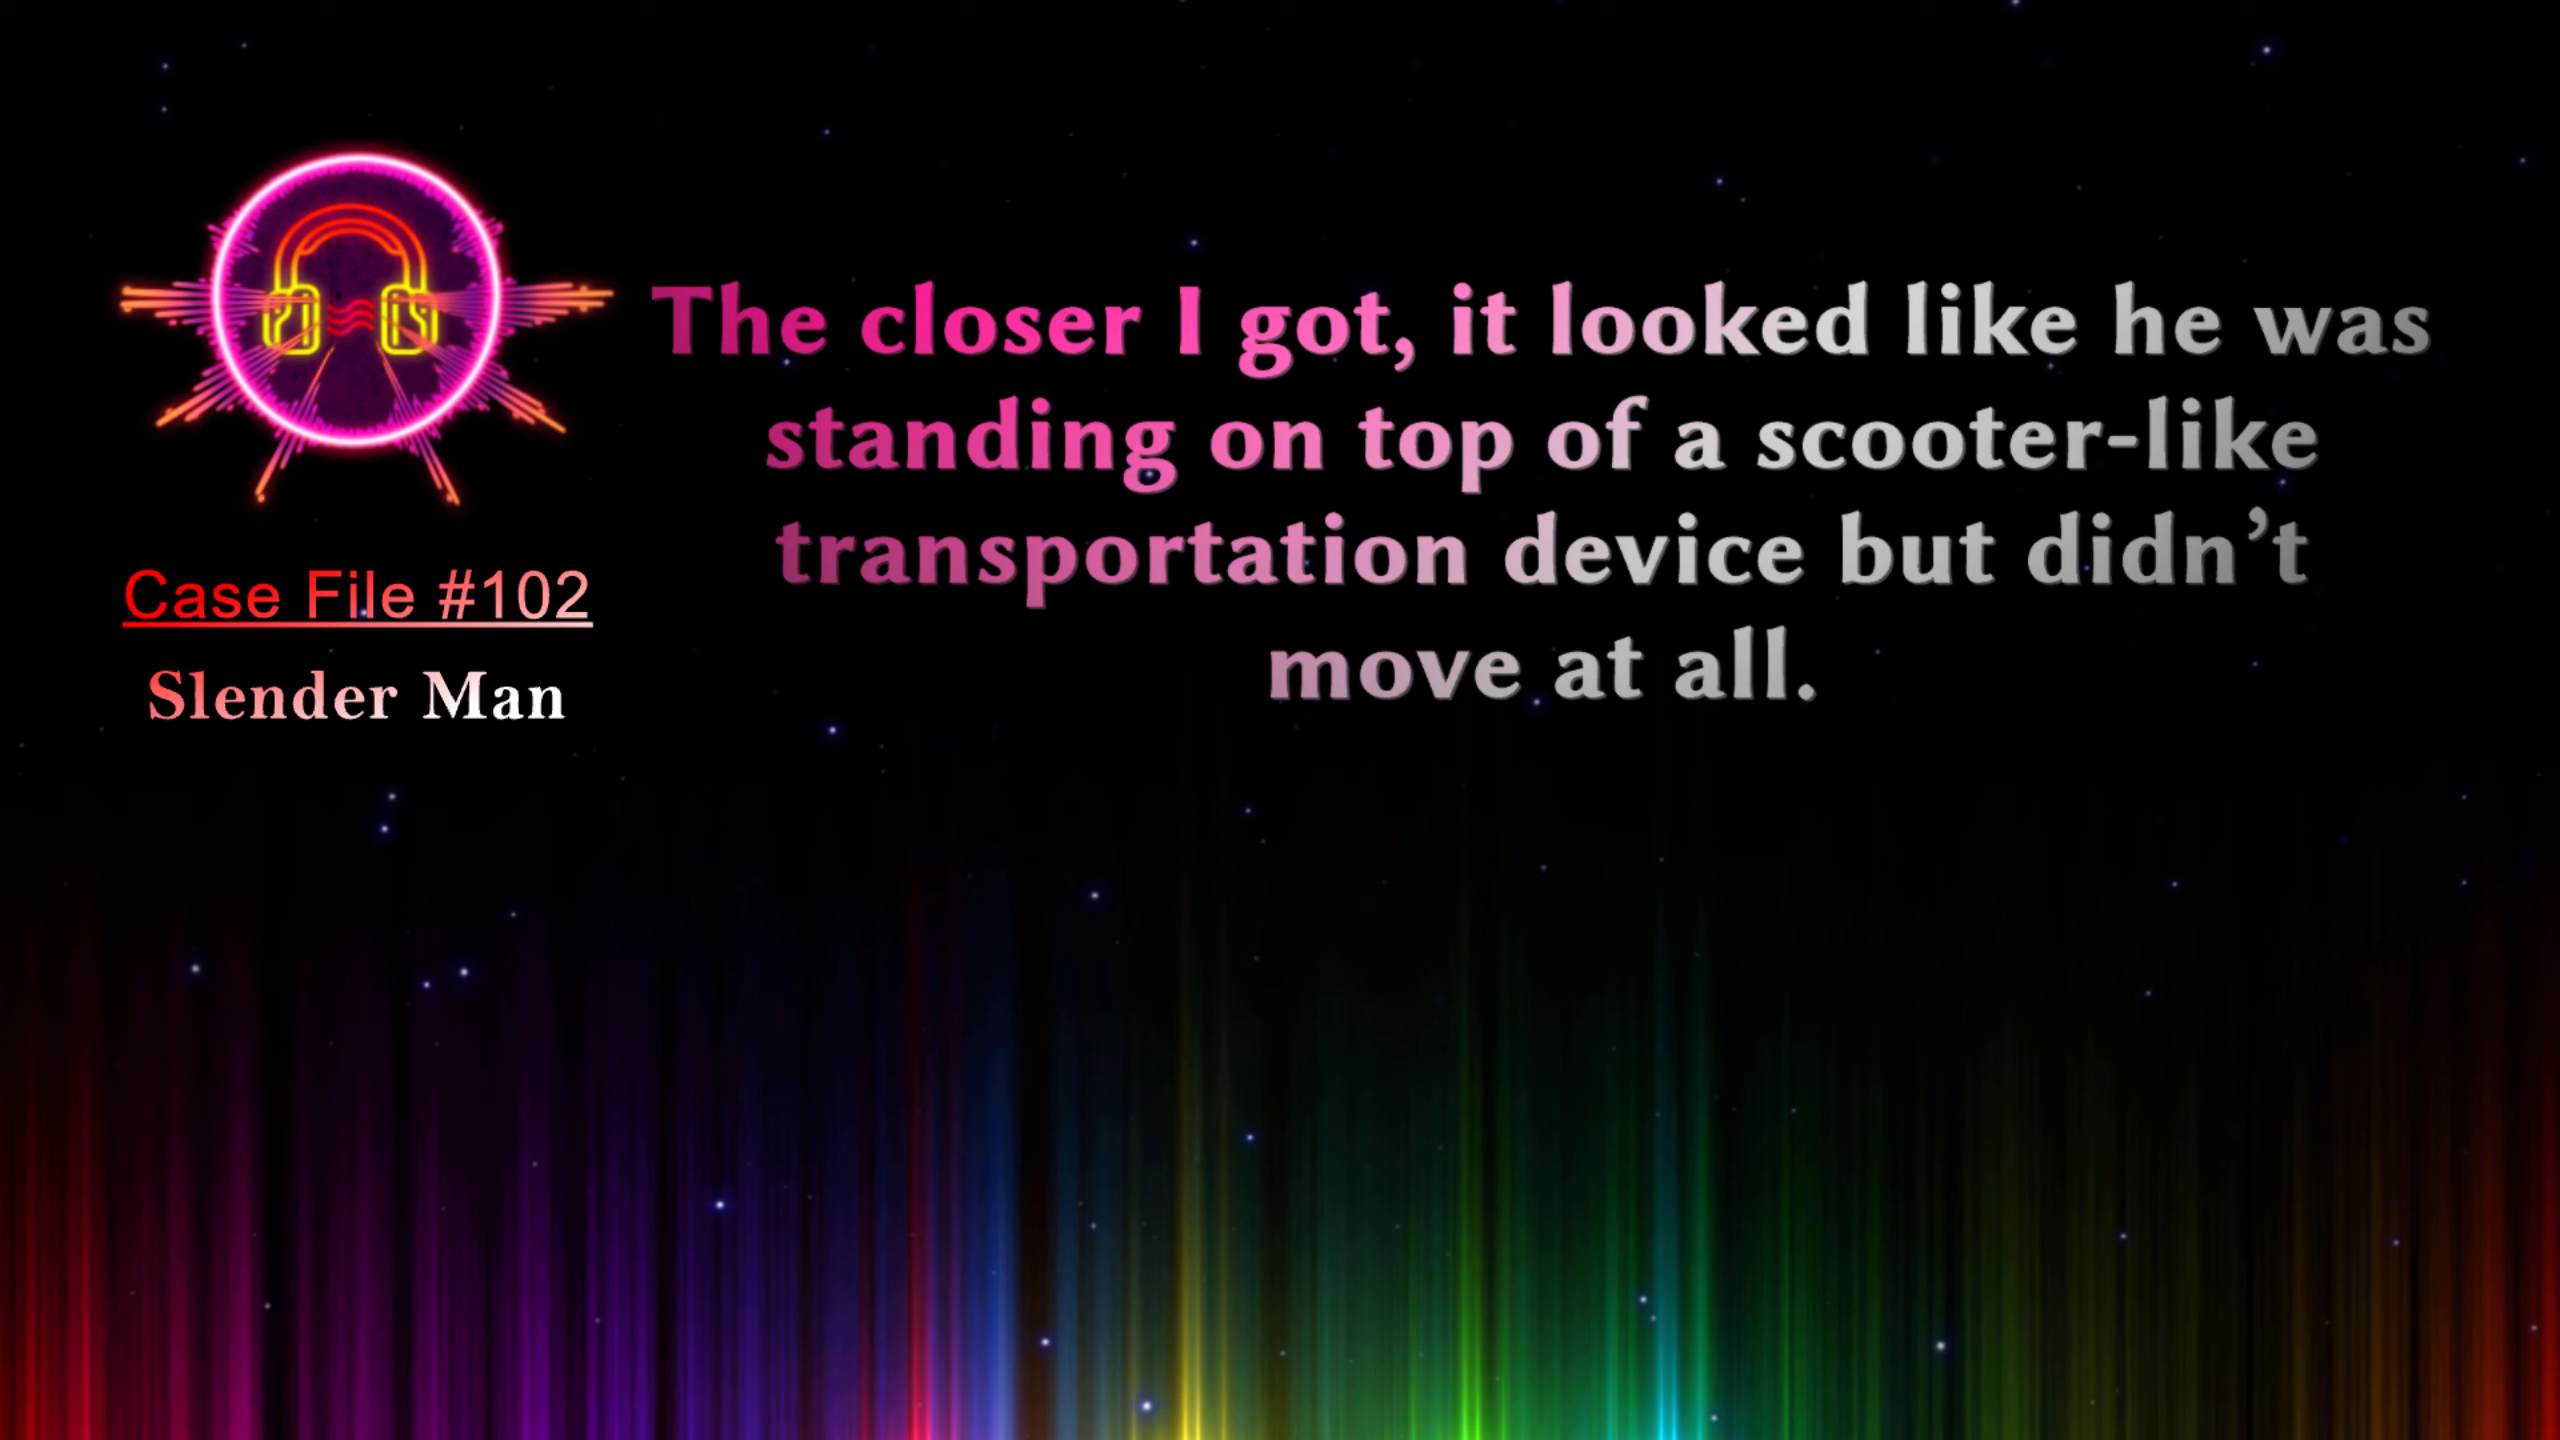 Case File #102
Slender Man
The closer I got, it looked like he was
standing on top of a scooter-like
transportation device but didn’t
move at all.